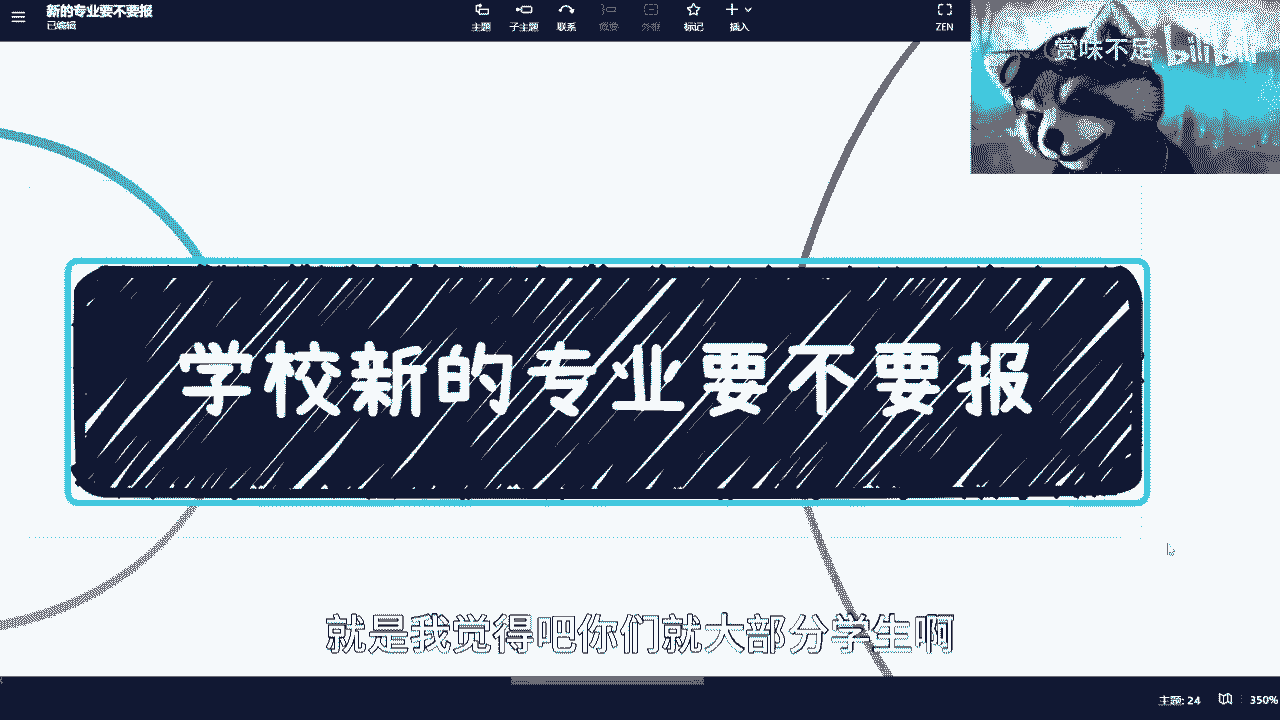 新的专业要不要报
已编辑
主题
子主题
联系
概要
外框
标记
插入
ZEN
赏味不足
bilibili
学校新的专业要不要报
就是我觉得吧你们就大部分学生啊
主题: 24
350%